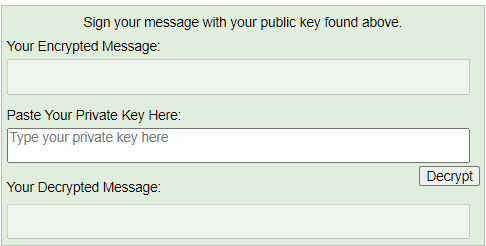 Sign your message with your public key found above.
Your Encrypted Message:
Paste Your Private Key Here:
Type your private key here
Decrypt
Your Decrypted Message: